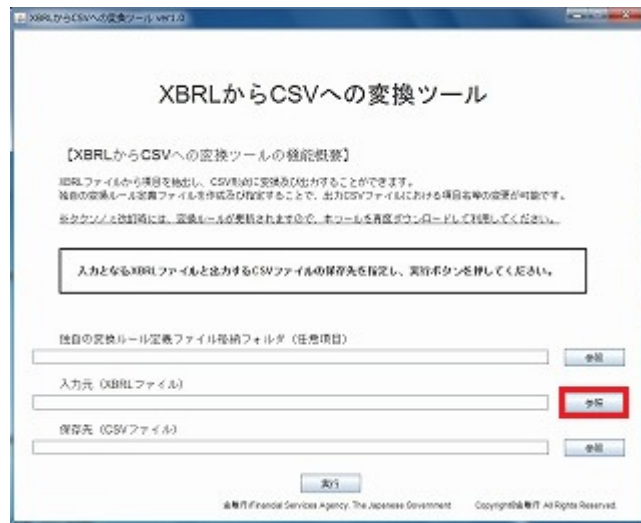 XBRLからCSVへの変換ツール ver1.0
XBRLからCSVへの変換ツール
【XBRLからCSVへの変換ツールの機能概要】
XBRLファイルから項目を抽出し、CSV形式に変換及び出力することができます。
独自の変換ルール定義ファイルを作成及び指定することで、出力CSVファイルにおける項目名等の変更が可能です。
※タクソノミ改訂時には、変換ルールが更新されますので、本ツールを再度ダウンロードして利用してください。
入力となるXBRLファイルと出力するCSVファイルの保存先を指定し、実行ボタンを押してください。
独自の変換ルール定義ファイル格納フォルダ（任意項目）
参照
入力元（XBRLファイル）
参照
保存先（CSVファイル）
参照
実行
金融庁/Financial Services Agency, The Japanese Government Copyright©金融庁 All Rights Reserved.